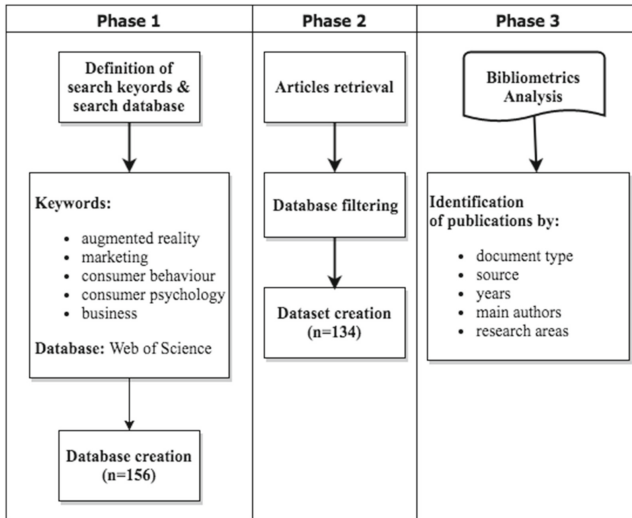 Phase 1
Definition of
search keyords &
search database
Keywords:
• augmented reality
• marketing
• consumer behaviour
• consumer psychology
• business
Database: Web of Science
Database creation
(n=156)
Phase 2
Articles retrieval
Database filtering
Dataset creation
(n=134)
Phase 3
Bibliometrics
Analysis
Identification
of publications by:
• document type
• source
• years
• main authors
• research areas